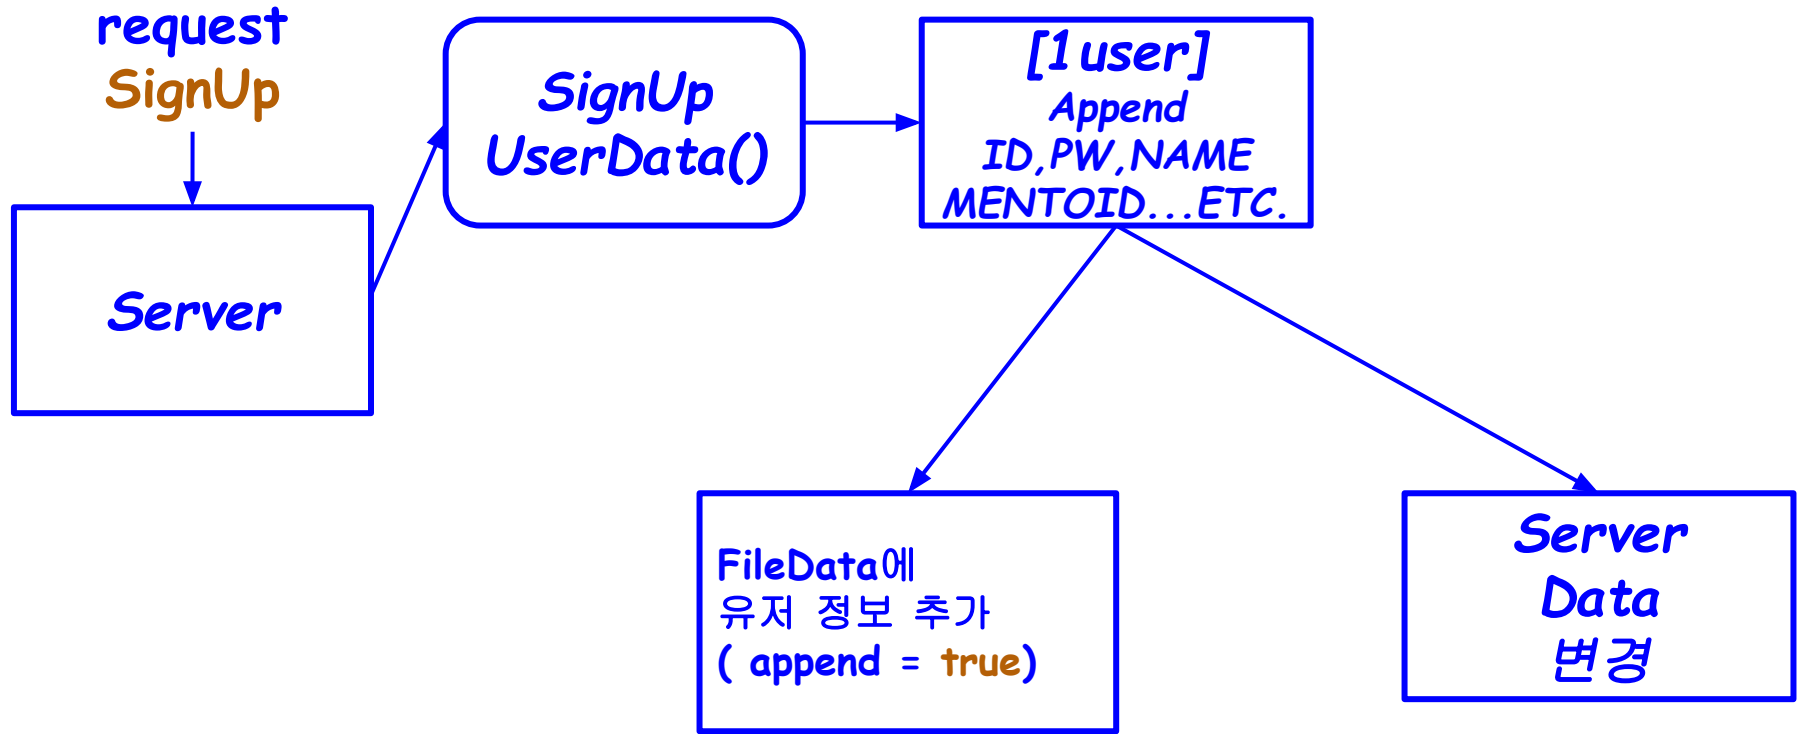 request
SignUp
Server
SignUp
UserData()
[1user]
Append
ID,PW,NAME
MENTOID...ETC.
FileData에
유저 정보 추가
( append = true)
Server
Data
변경